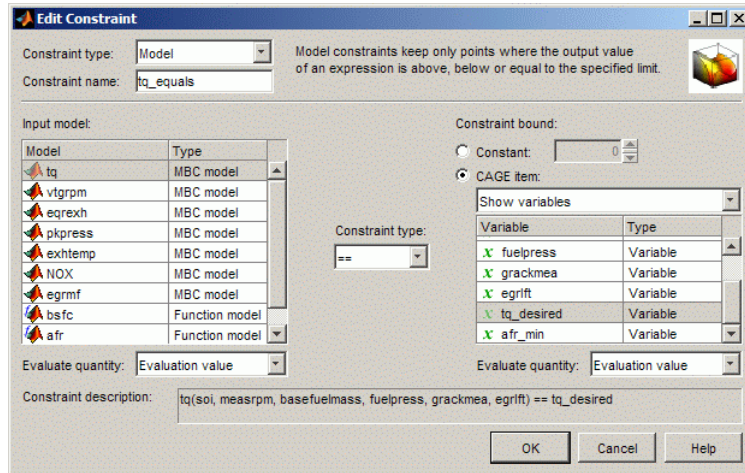 Edit Constraint
Constraint type: Model
Model constraints keep only points where the output value
of an expression is above, below or equal to the specified limit.
Constraint name: tq_equals
Input model:
Model Type
tq MBC model
vtgrpm MBC model
eqrexh MBC model
pkpress MBC model
exhtemp MBC model
NOX MBC model
egrmf MBC model
bsfc Function model
afr Function model
Evaluate quantity: Evaluation value
Constraint type:
==
Constraint bound:
Constant: 0
CAGE item:
Show variables
Variable Type
x fuelpress Variable
x grackmea Variable
x egrlft Variable
x tq_desired Variable
x afr_min Variable
Evaluate quantity: Evaluation value
Constraint description: tq(soi, measrpm, basefuelmass, fuelpress, grackmea, egrlft) == tq_desired
OK Cancel Help